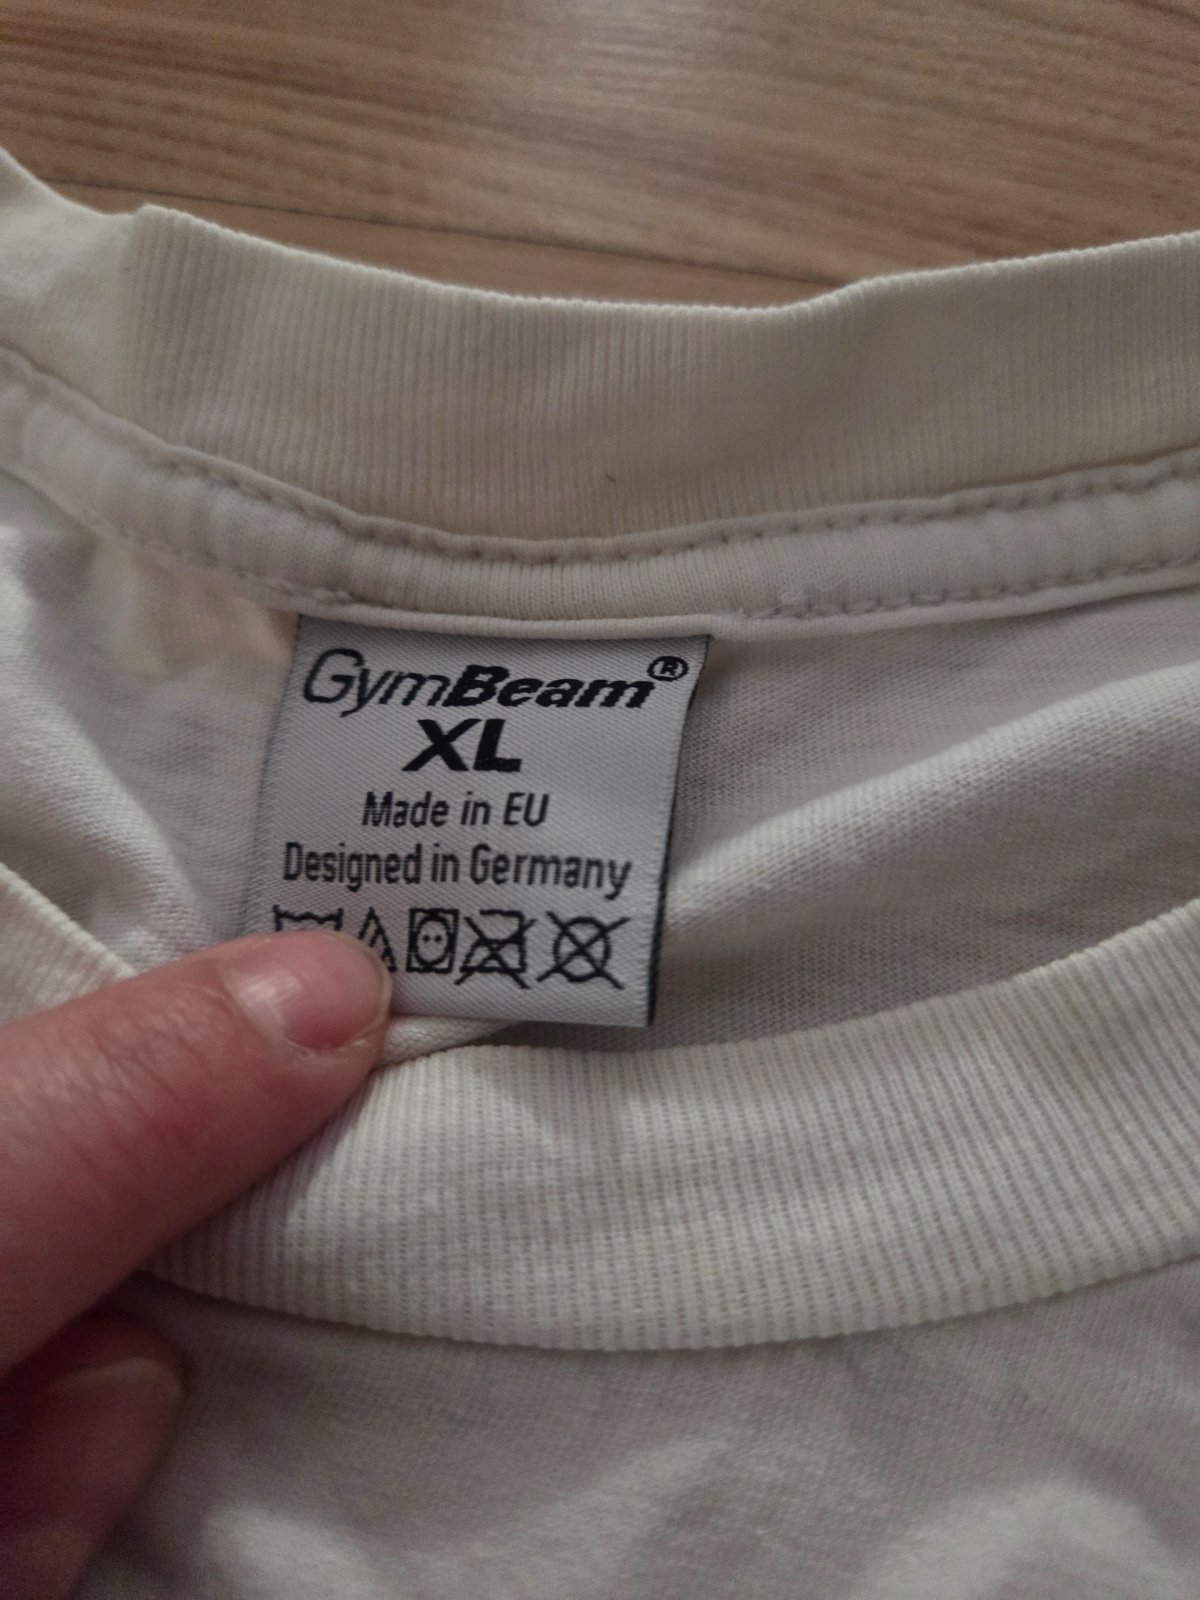 GymBeam®
XL
Made in EU
Designed in Germany